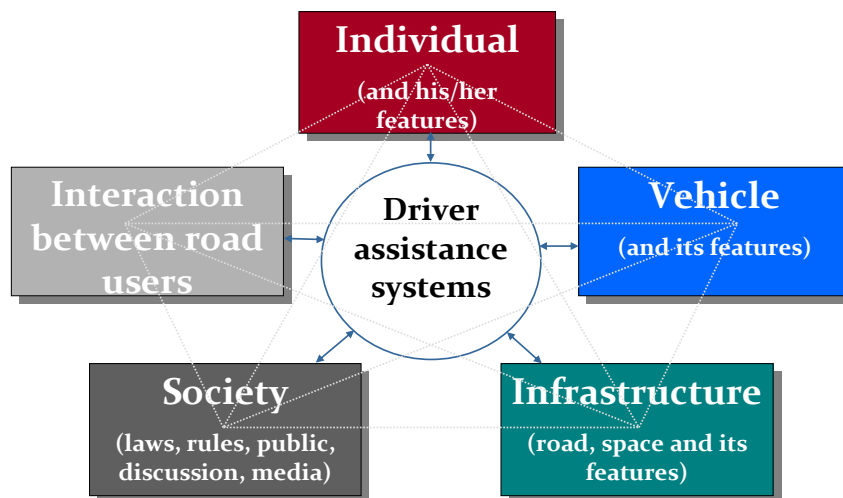 Individual
(and his/her
features)
Interaction
between road
users
Driver
assistance
systems
Vehicle
(and its features)
Society
(laws, rules, public,
discussion, media)
Infrastructure
(road, space and its
features)